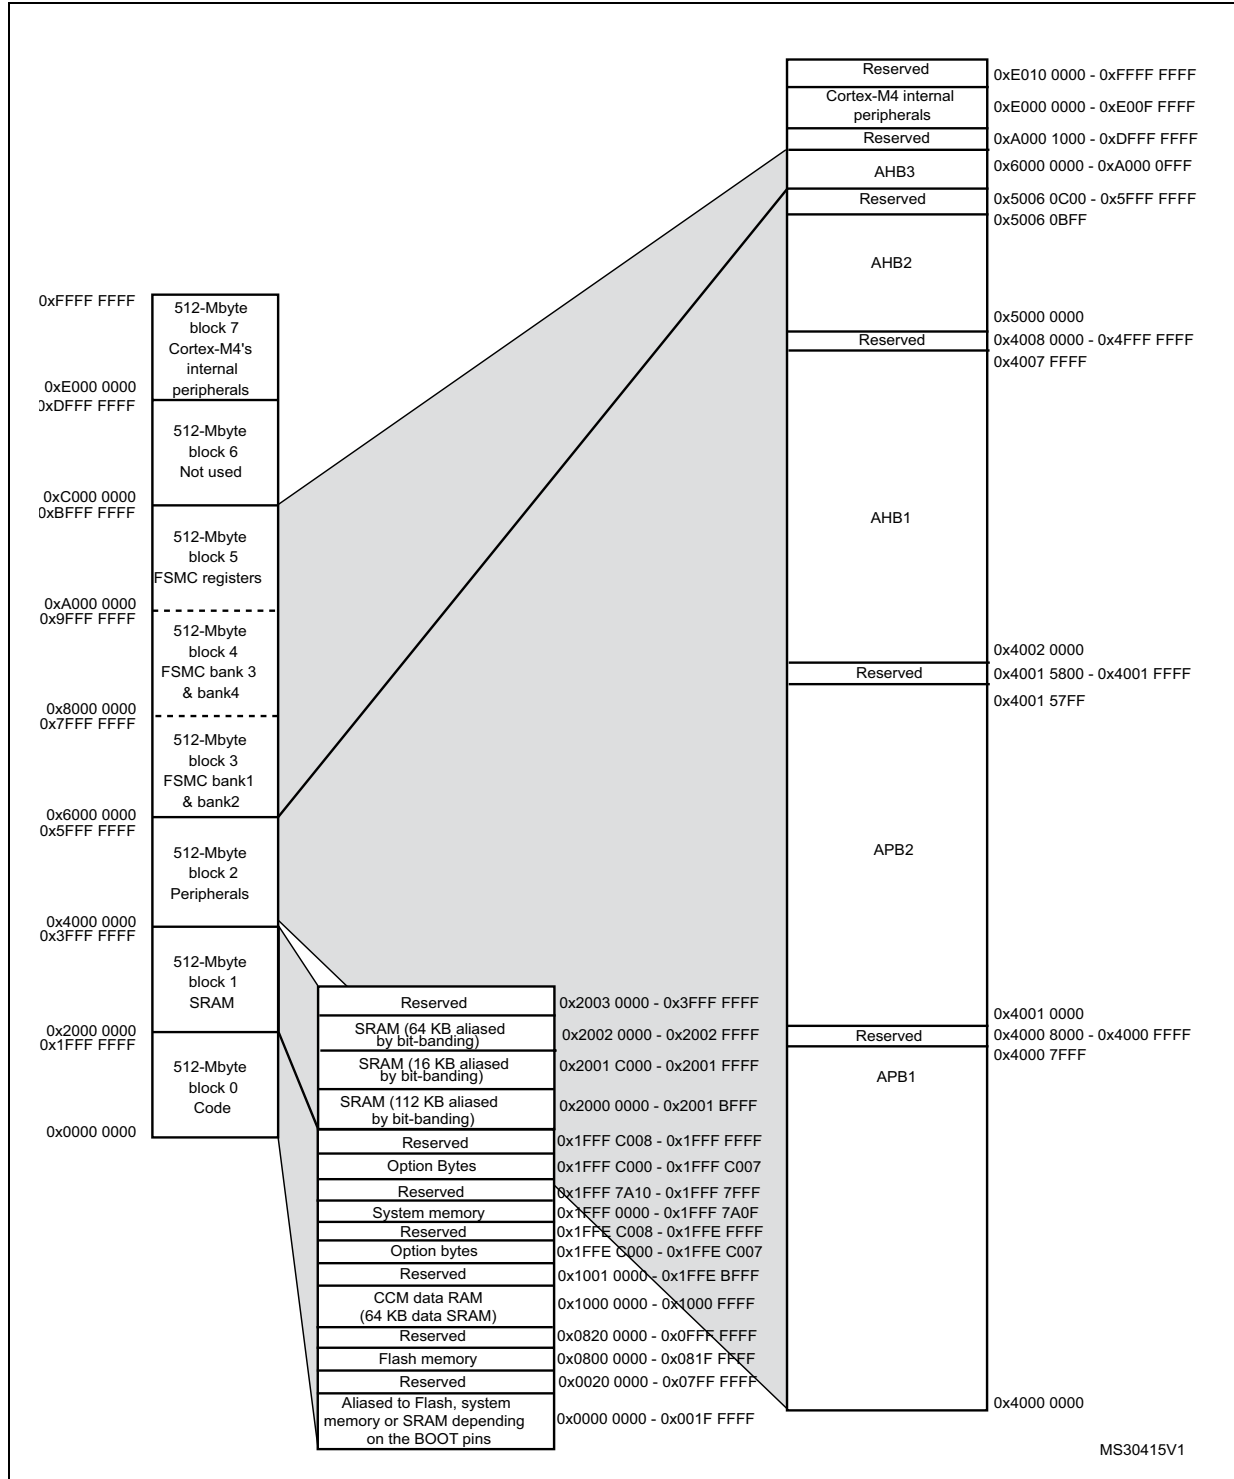 0xFFFF FFFF
512-Mbyte
block 7
Cortex-M4's
internal
peripherals
0xE000 0000
0xDFFF FFFF
512-Mbyte
block 6
Not used
0xC000 0000
0xBFFF FFFF
512-Mbyte
block 5
FSMC registers
0xA000 0000
0x9FFF FFFF
512-Mbyte
block 4
FSMC bank 3
& bank4
0x8000 0000
0x7FFF FFFF
512-Mbyte
block 3
FSMC bank1
& bank2
0x6000 0000
0x5FFF FFFF
512-Mbyte
block 2
Peripherals
0x4000 0000
0x3FFF FFFF
512-Mbyte
block 1
SRAM
0x2000 0000
0x1FFF FFFF
512-Mbyte
block 0
Code
0x0000 0000
Reserved 0x2003 0000 - 0x3FFF FFFF
SRAM (64 KB aliased
by bit-banding) 0x2002 0000 - 0x2002 FFFF
SRAM (16 KB aliased
by bit-banding) 0x2001 C000 - 0x2001 FFFF
SRAM (112 KB aliased
by bit-banding) 0x2000 0000 - 0x2001 BFFF
Reserved 0x1FFF C008 - 0x1FFF FFFF
Option Bytes 0x1FFF C000 - 0x1FFF C007
Reserved 0x1FFF 7A10 - 0x1FFF 7FFF
System memory 0x1FFF 0000 - 0x1FFF 7A0F
Reserved 0x1FFE C008 - 0x1FFE FFFF
Option bytes 0x1FFE C000 - 0x1FFE C007
Reserved 0x1001 0000 - 0x1FFE BFFF
CCM data RAM
(64 KB data SRAM) 0x1000 0000 - 0x1000 FFFF
Reserved 0x0820 0000 - 0x0FFF FFFF
Flash memory 0x0800 0000 - 0x081F FFFF
Reserved 0x0020 0000 - 0x07FF FFFF
Aliased to Flash, system
memory or SRAM depending
on the BOOT pins 0x0000 0000 - 0x001F FFFF
Reserved 0xE010 0000 - 0xFFFF FFFF
Cortex-M4 internal
peripherals 0xE000 0000 - 0xE00F FFFF
Reserved 0xA000 1000 - 0xDFFF FFFF
AHB3 0x6000 0000 - 0xA000 0FFF
Reserved 0x5006 0C00 - 0x5FFF FFFF
0x5006 0BFF
AHB2
0x5000 0000
Reserved 0x4008 0000 - 0x4FFF FFFF
0x4007 FFFF
AHB1
0x4002 0000
Reserved 0x4001 5800 - 0x4001 FFFF
0x4001 57FF
APB2
0x4001 0000
Reserved 0x4000 8000 - 0x4000 FFFF
0x4000 7FFF
APB1
0x4000 0000
MS30415V1